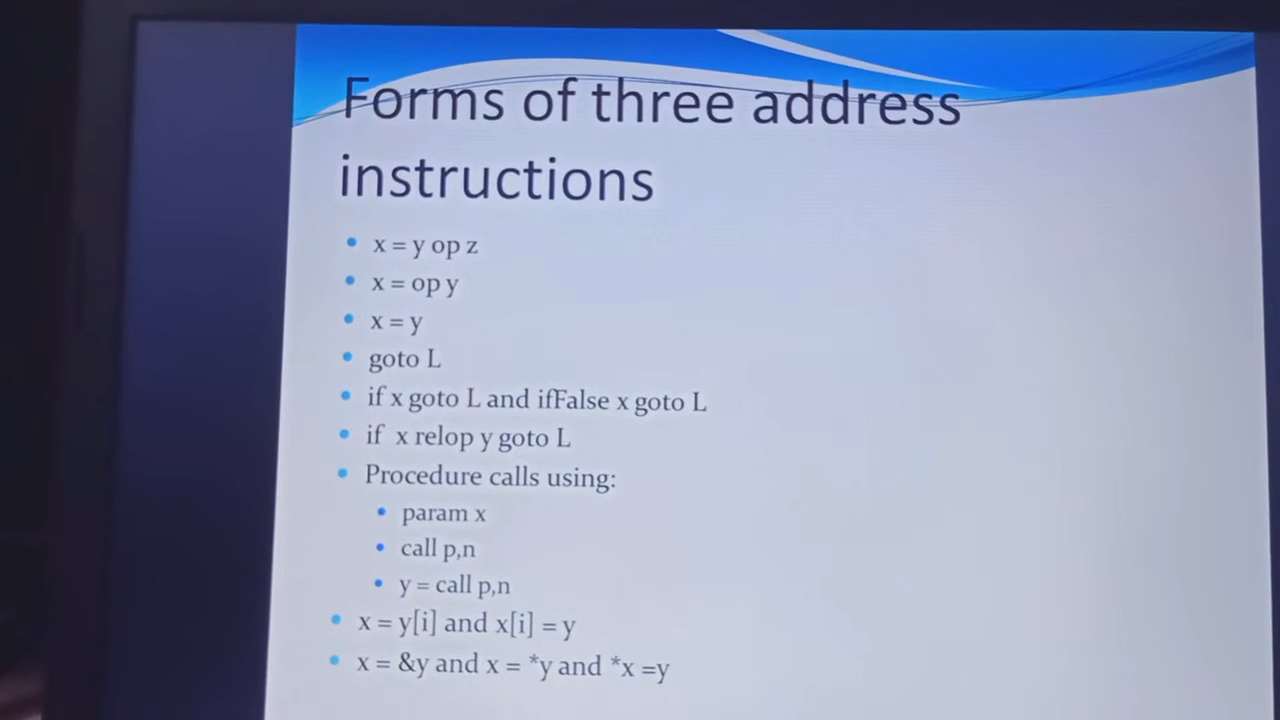 Forms of three address
instructions
• x = y op z
• x = op y
• x = y
• goto L
• if x goto L and ifFalse x goto L
• if x relop y goto L
• Procedure calls using:
• param x
• call p,n
• y = call p,n
• x = y[i] and x[i] = y
• x = &y and x = *y and *x =y